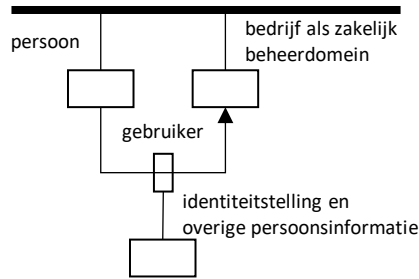 persoon
bedrijf als zakelijk
beheerdomein
gebruiker
identiteitstelling en
overige persoonsinformatie